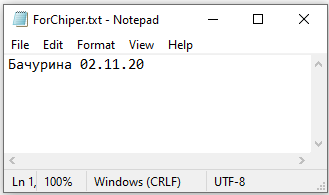 ForChiper.txt - Notepad
File Edit Format View Help
Бачурина 02.11.20
Ln 1, 100% Windows (CRLF) UTF-8